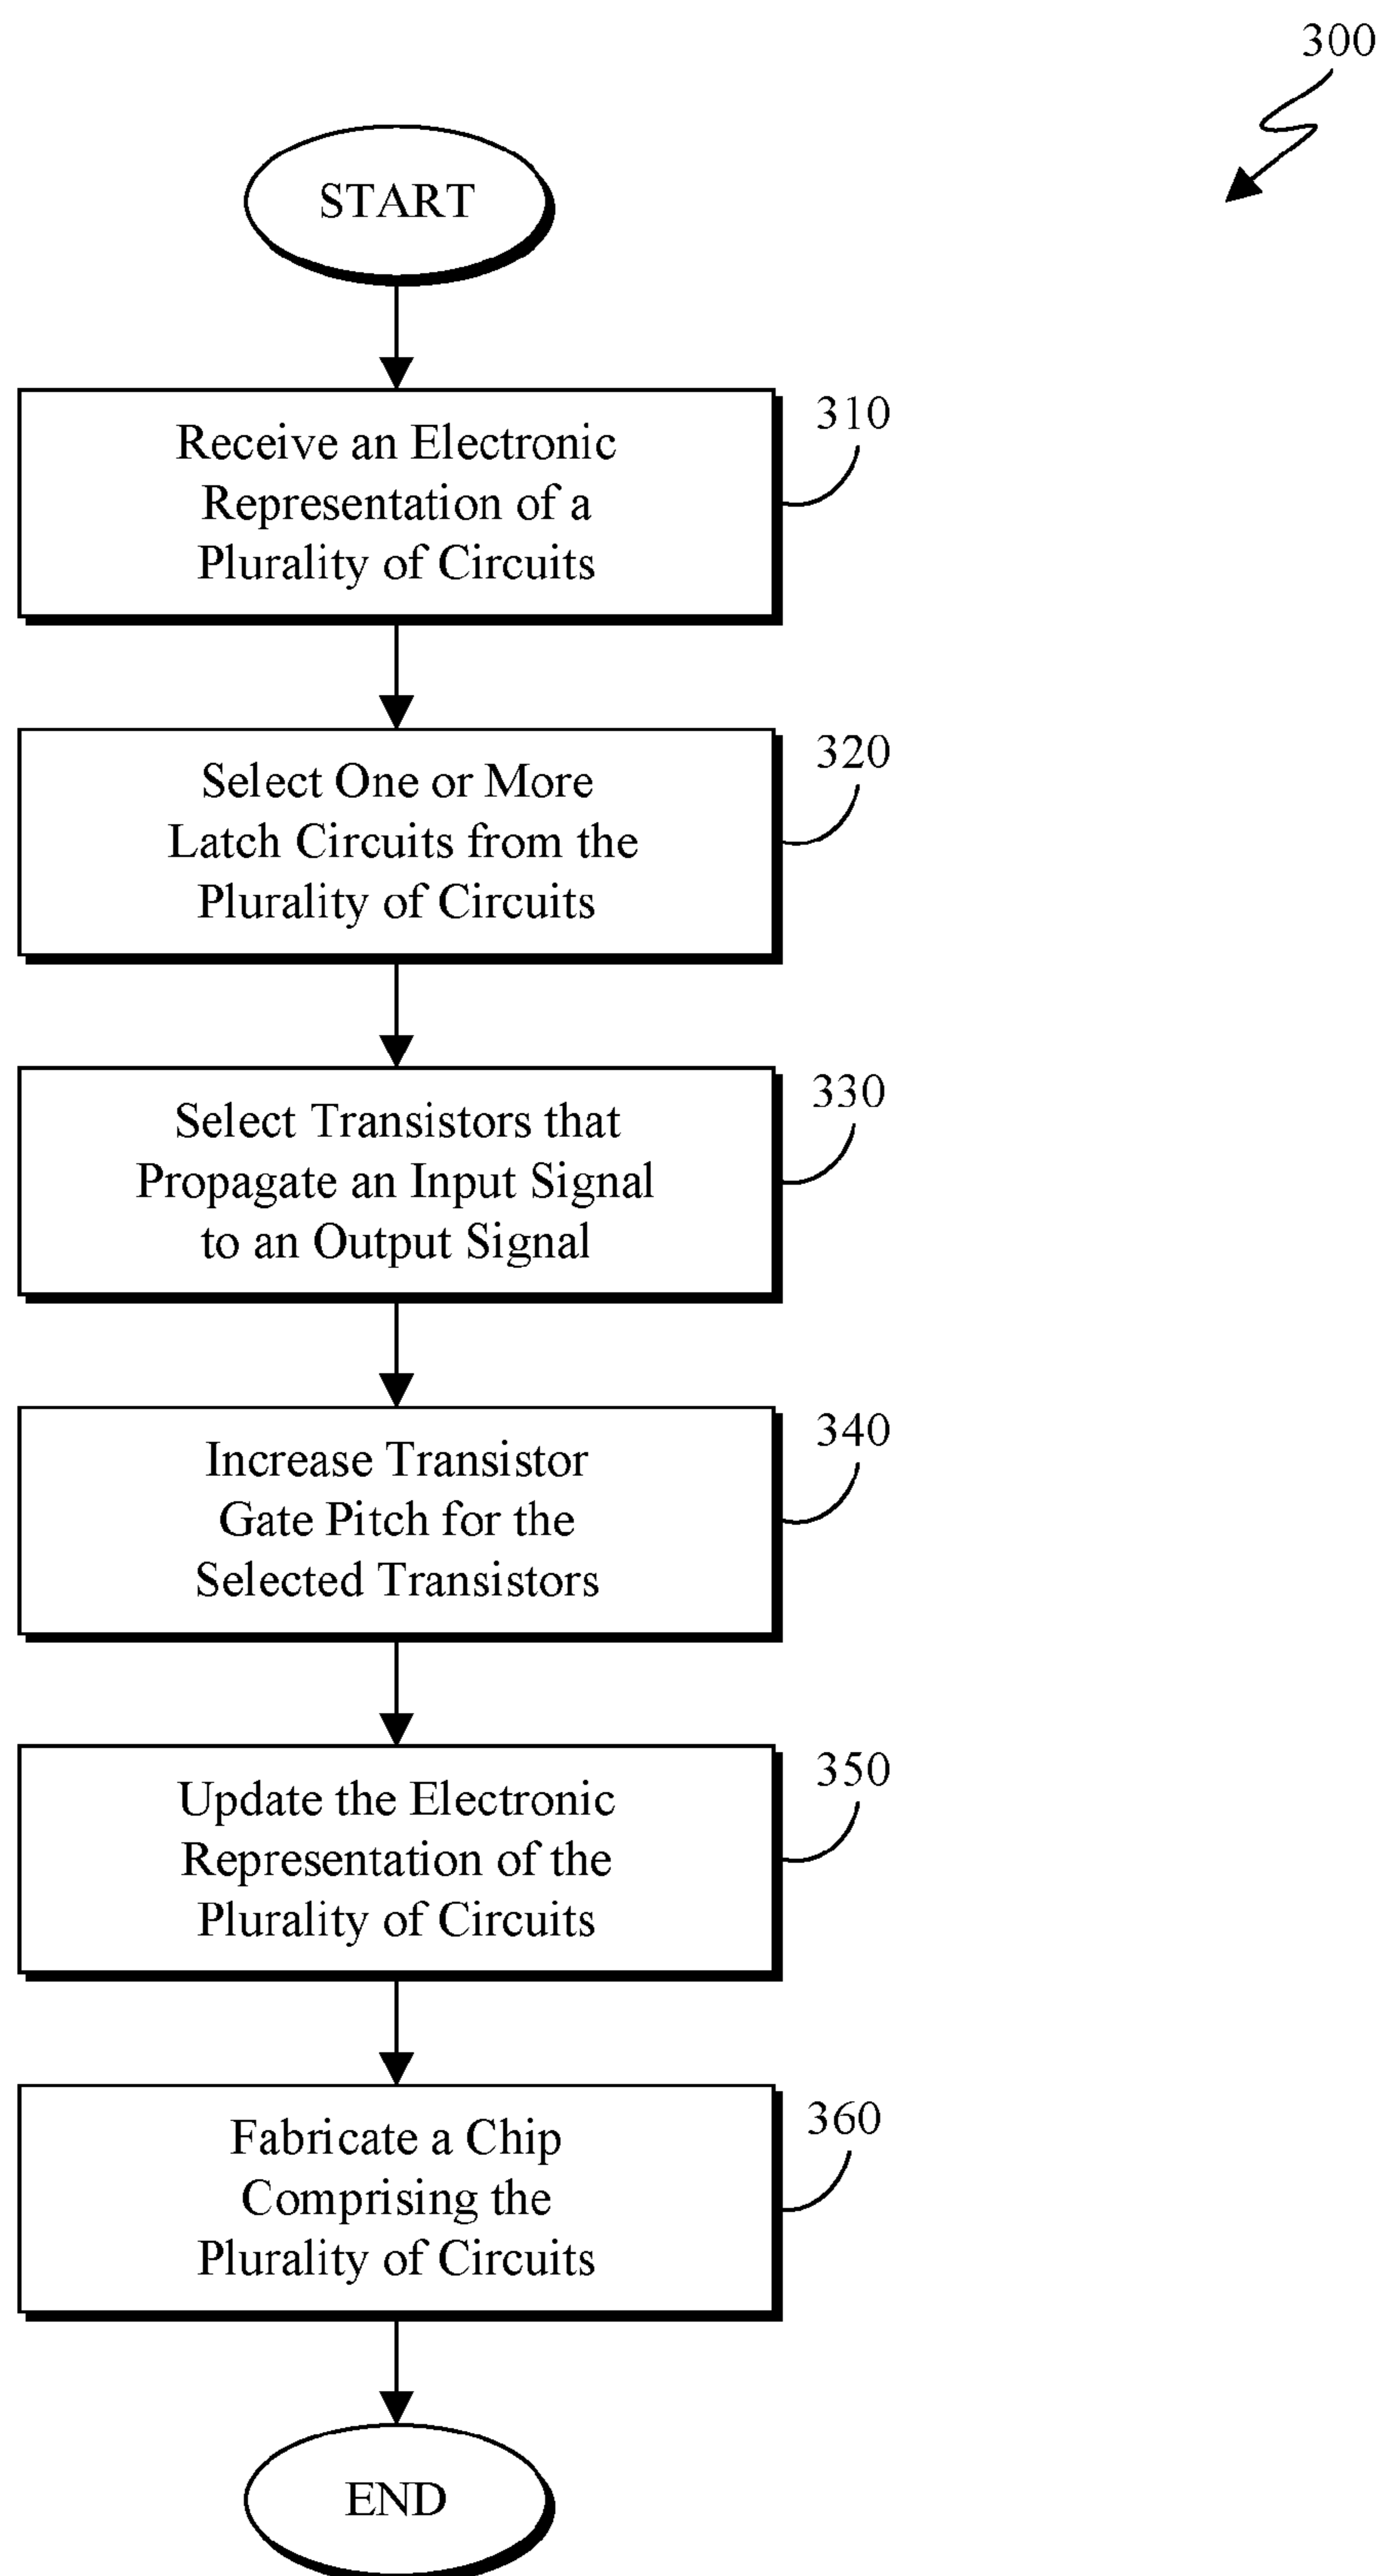 300
START
Receive an Electronic
Representation of a
Plurality of Circuits
310
Select One or More
Latch Circuits from the
Plurality of Circuits
320
Select Transistors that
Propagate an Input Signal
to an Output Signal
330
Increase Transistor
Gate Pitch for the
Selected Transistors
340
Update the Electronic
Representation of the
Plurality of Circuits
350
Fabricate a Chip
Comprising the
Plurality of Circuits
360
END